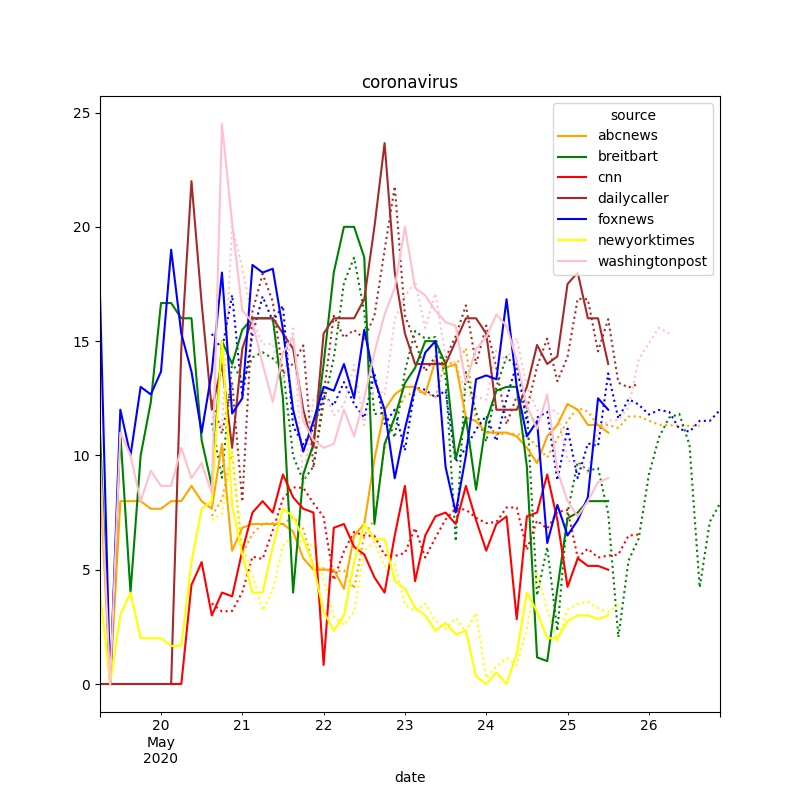 coronavirus
25
20
15
10
5
0
source
abcnews
breitbart
cnn
dailycaller
foxnews
newyorktimes
washingtonpost
20 21 22 23 24 25 26
May
2020
date